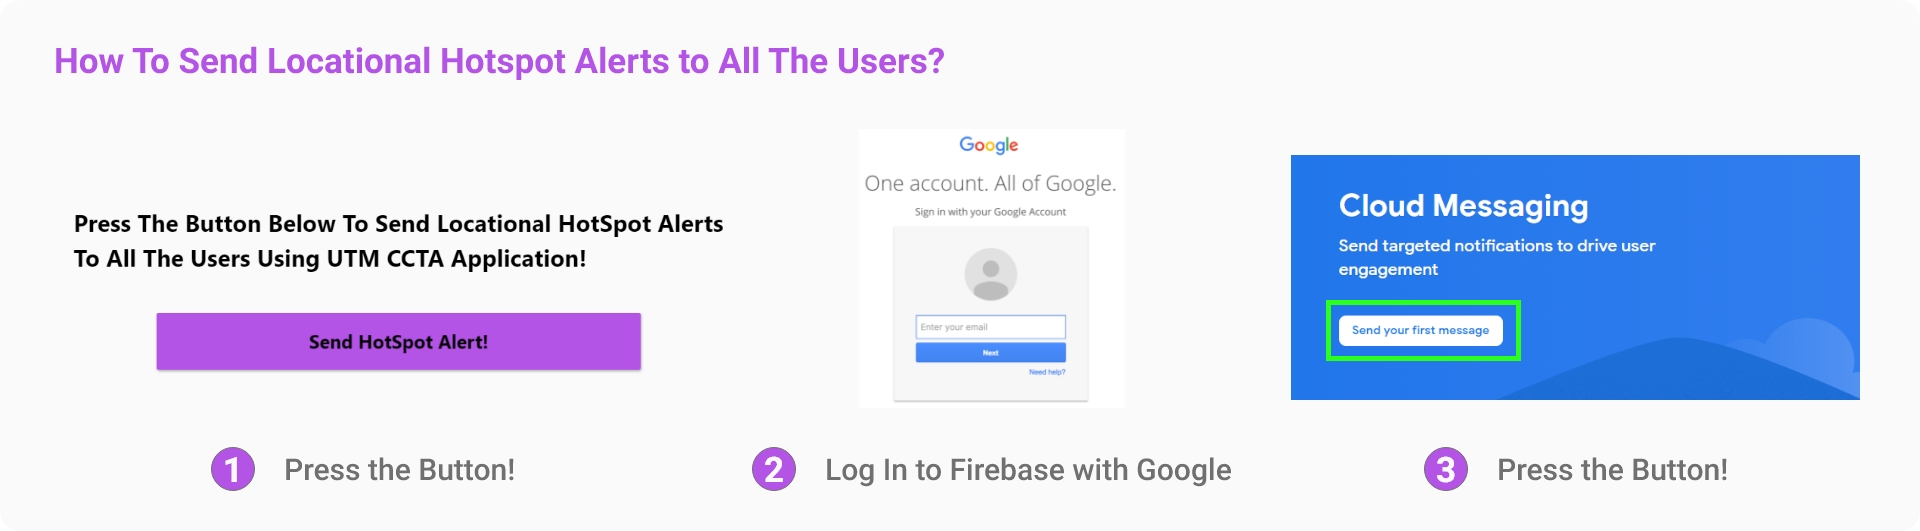 How To Send Locational Hotspot Alerts to All The Users?
Press The Button Below To Send Locational HotSpot Alerts
To All The Users Using UTM CCTA Application!
Send HotSpot Alert!
1 Press the Button!
Google
One account. All of Google.
Sign in with your Google Account
Enter your email
Next
Need help?
2 Log In to Firebase with Google
Cloud Messaging
Send targeted notifications to drive user
engagement
Send your first message
3 Press the Button!